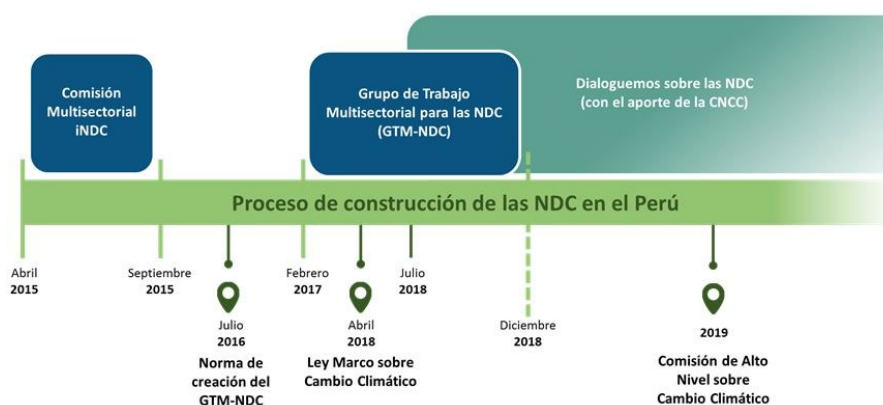 Comisión
Multisectorial
iNDC
Grupo de Trabajo
Multisectorial para las NDC
(GTM-NDC)
Dialoguemos sobre las NDC
(con el aporte de la CNCC)
Proceso de construcción de las NDC en el Perú
Abril
2015
Septiembre
2015
Julio
2016
Norma de
creación del
GTM-NDC
Febrero
2017
Abril
2018
Ley Marco sobre
Cambio Climático
Julio
2018
Diciembre
2018
2019
Comisión de Alto
Nivel sobre
Cambio Climático